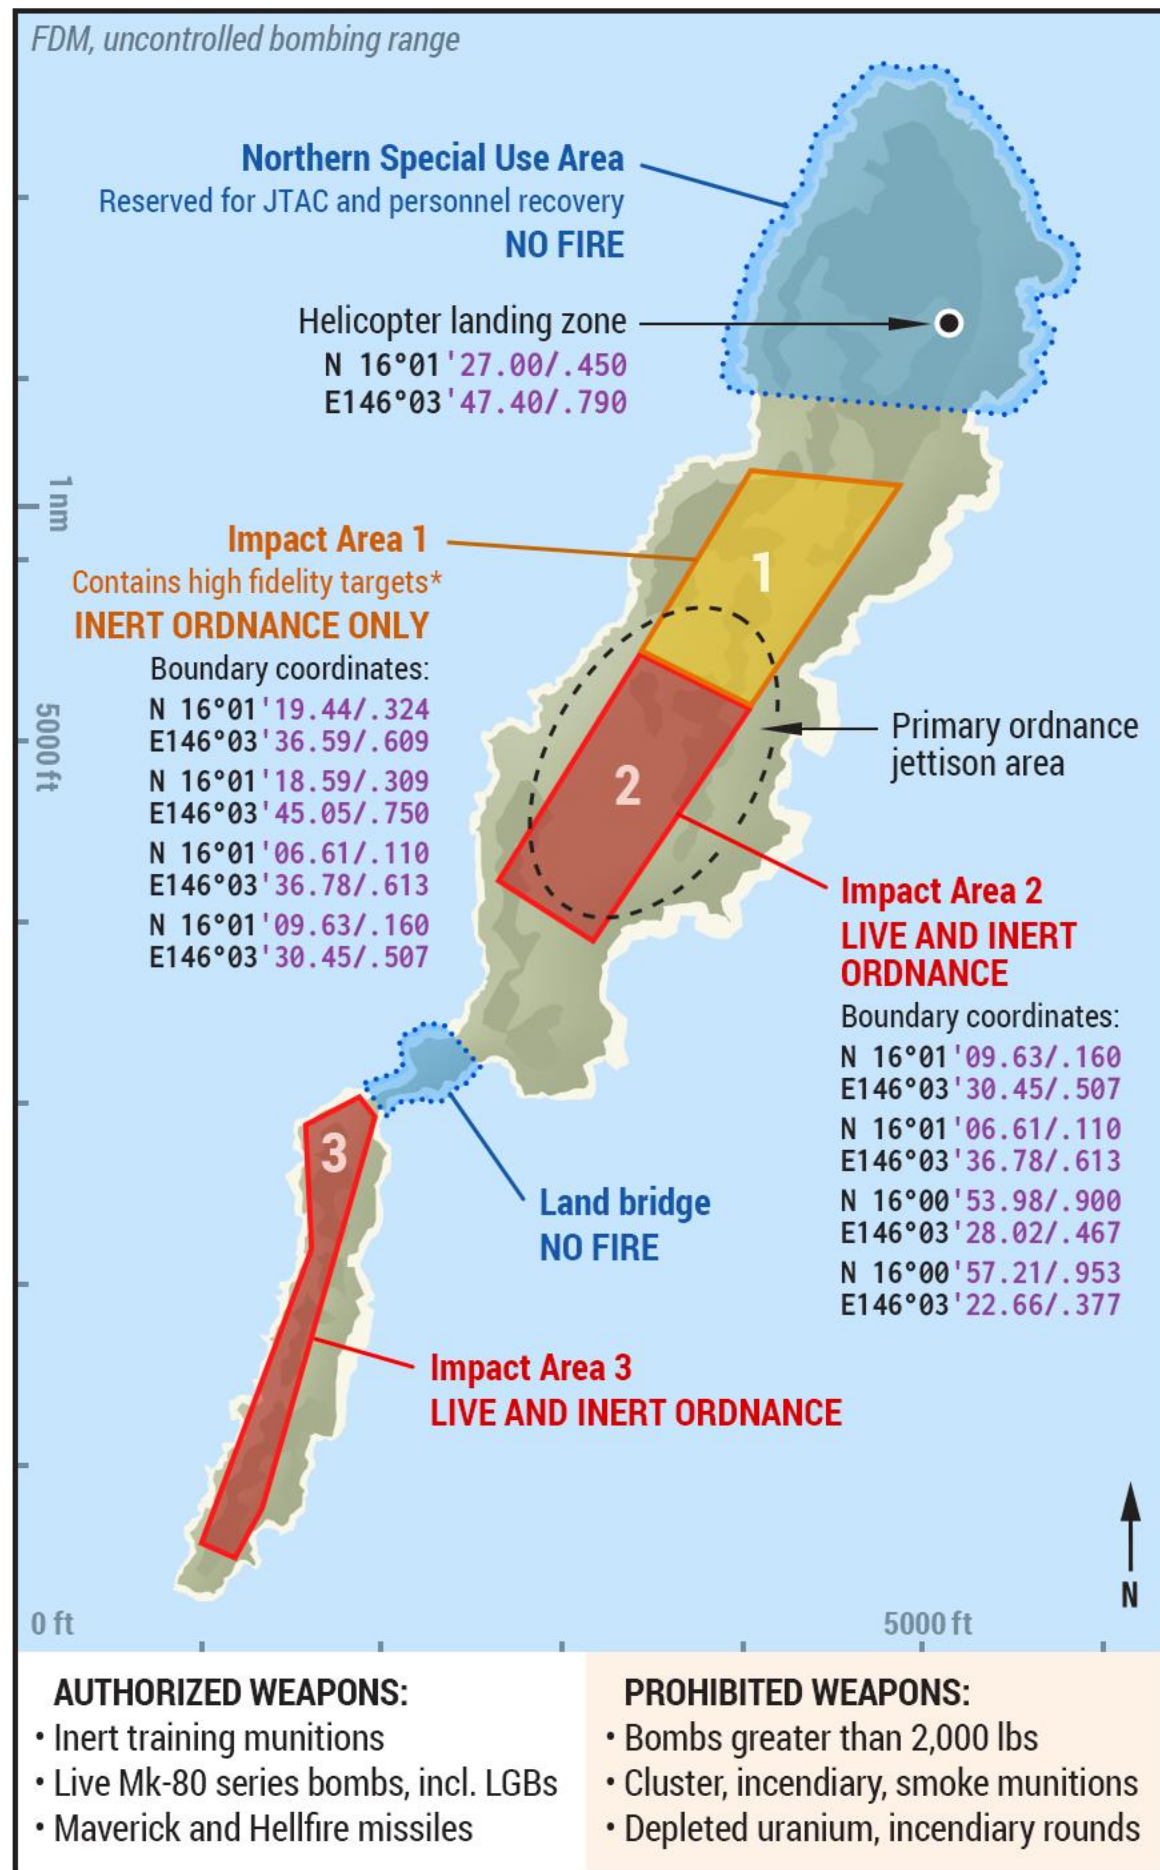 FDM, uncontrolled bombing range
Northern Special Use Area
Reserved for JTAC and personnel recovery
NO FIRE
Helicopter landing zone
N 16°01'27.00/.450
E146°03'47.40/.790
1 nm
Impact Area 1
Contains high fidelity targets*
INERT ORDNANCE ONLY
Boundary coordinates:
N 16°01'19.44/.324
E146°03'36.59/.609
N 16°01'18.59/.309
E146°03'45.05/.750
N 16°01'06.61/.110
E146°03'36.78/.613
N 16°01'09.63/.160
E146°03'30.45/.507
1
5000 ft
Primary ordnance
jettison area
2
Impact Area 2
LIVE AND INERT
ORDNANCE
Boundary coordinates:
N 16°01'09.63/.160
E146°03'30.45/.507
N 16°01'06.61/.110
E146°03'36.78/.613
N 16°00'53.98/.900
E146°03'28.02/.467
N 16°00'57.21/.953
E146°03'22.66/.377
3
Land bridge
NO FIRE
Impact Area 3
LIVE AND INERT ORDNANCE
N
0 ft
5000 ft
AUTHORIZED WEAPONS:
• Inert training munitions
• Live Mk-80 series bombs, incl. LGBs
• Maverick and Hellfire missiles
PROHIBITED WEAPONS:
• Bombs greater than 2,000 lbs
• Cluster, incendiary, smoke munitions
• Depleted uranium, incendiary rounds